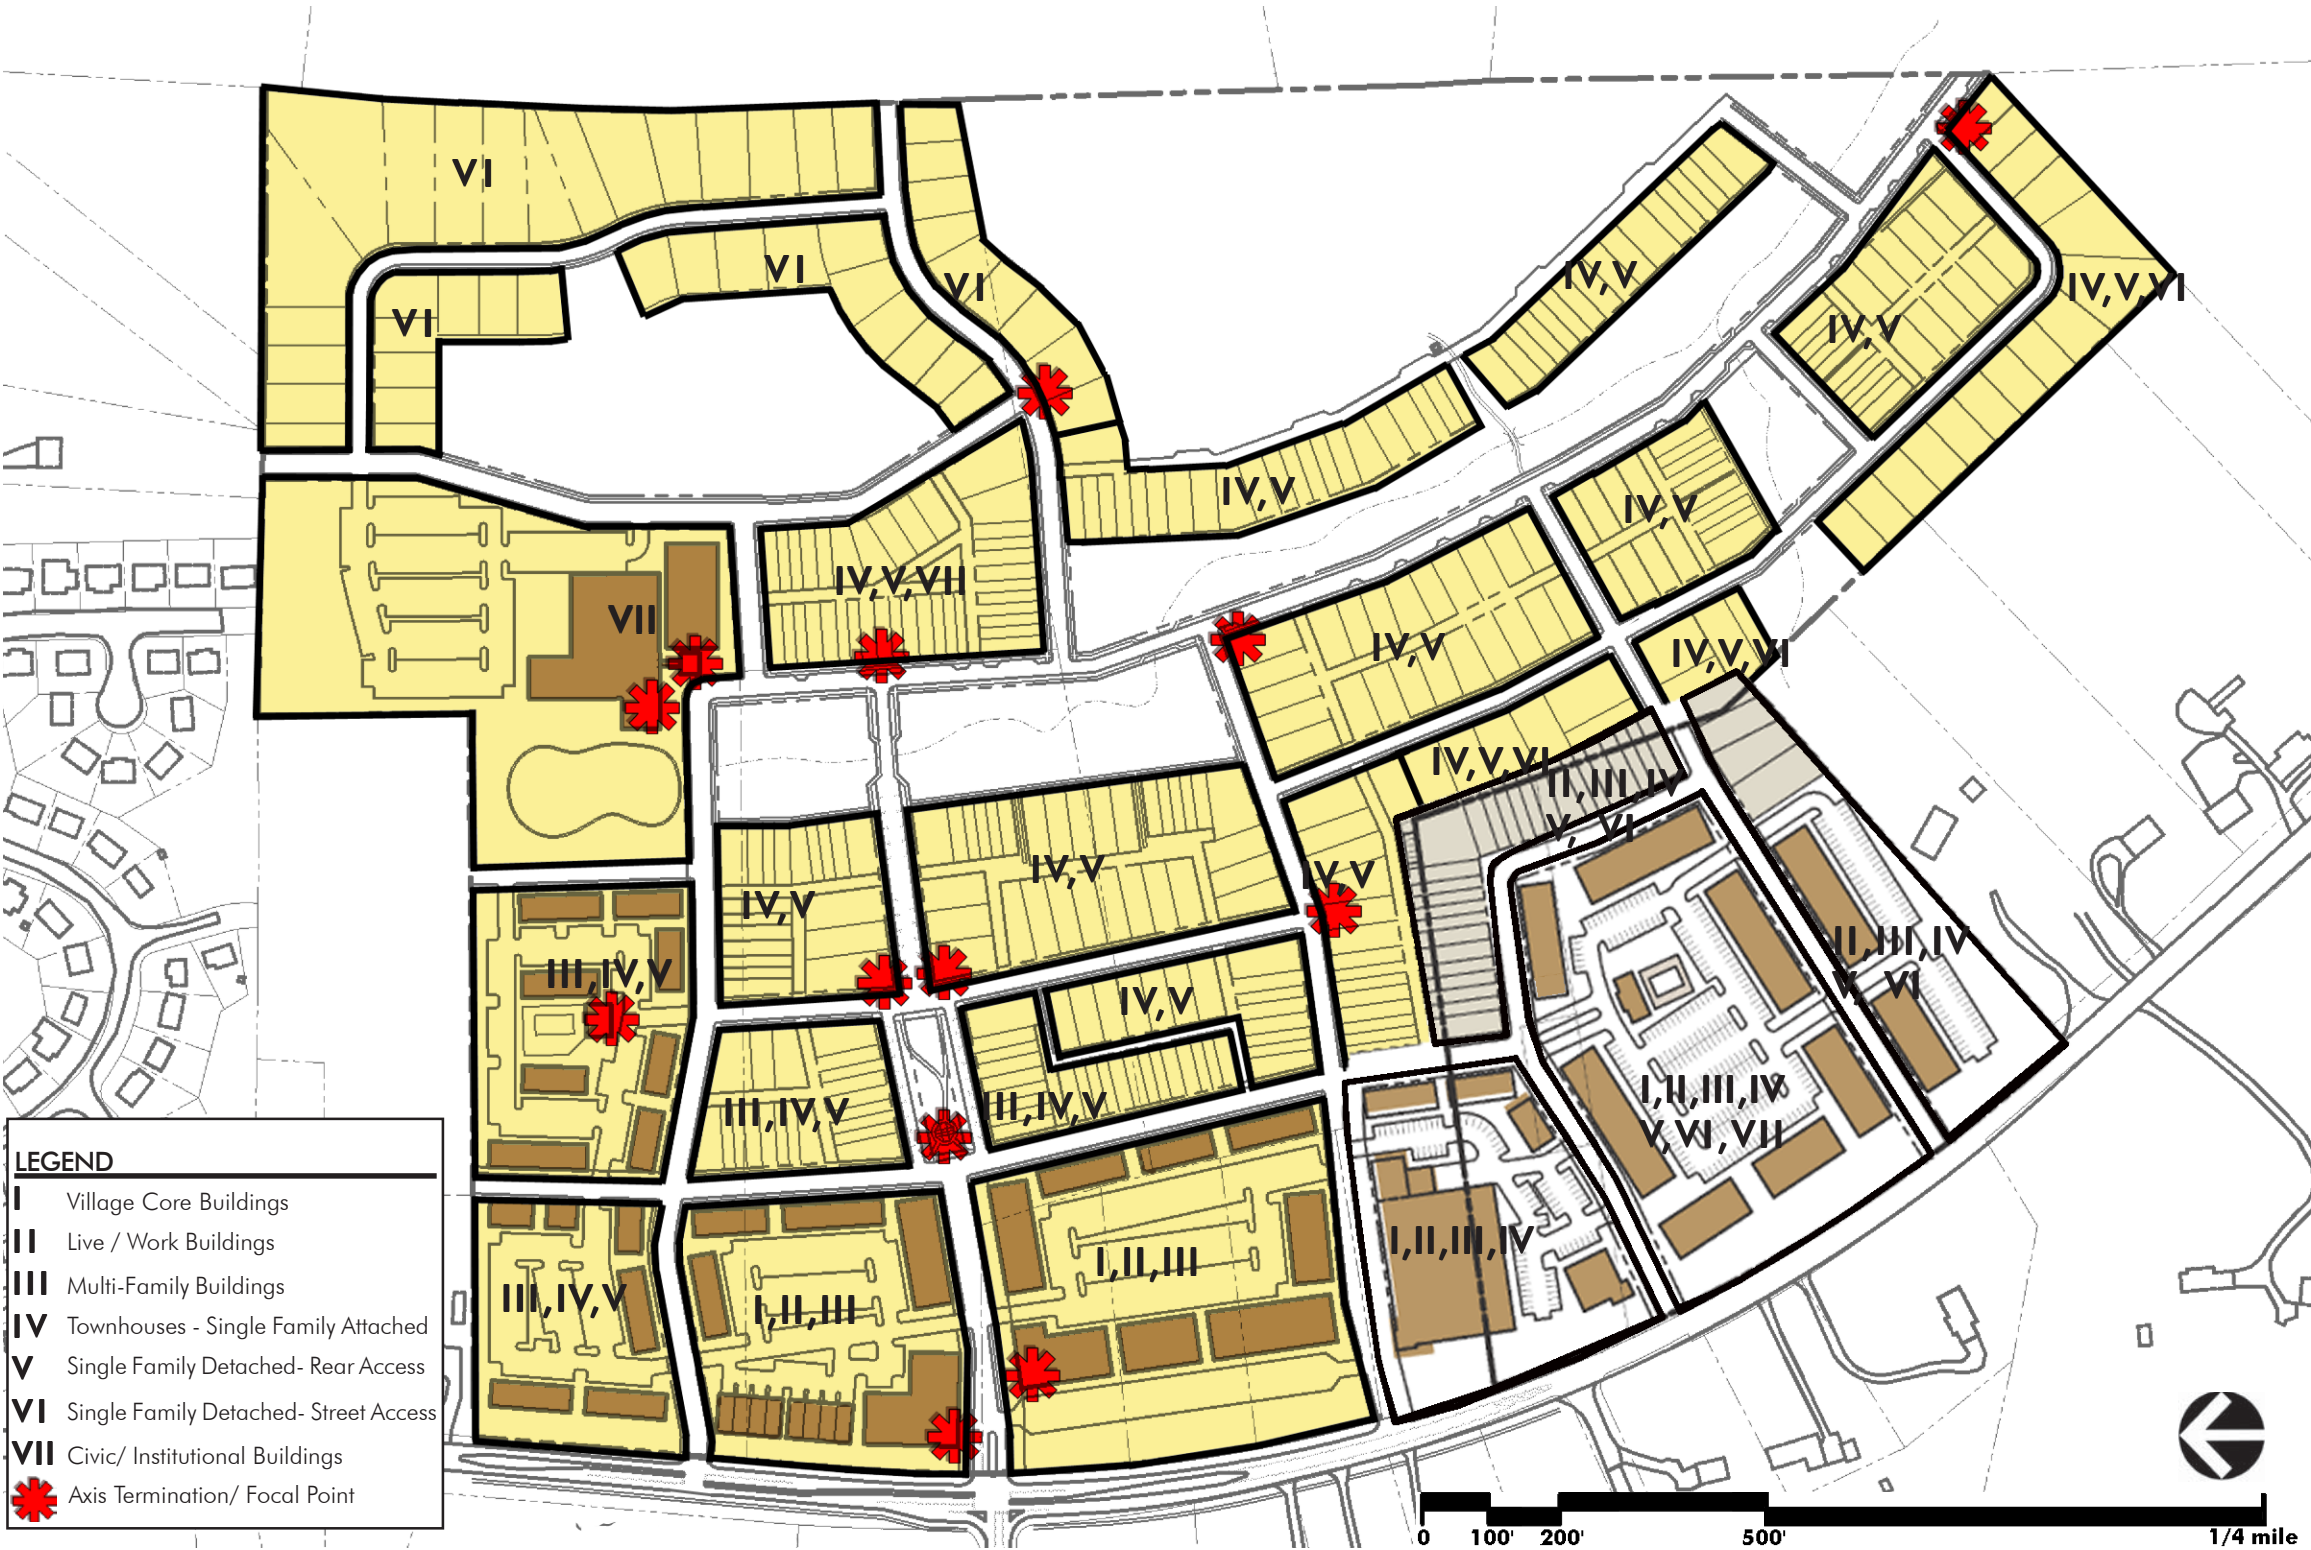 VI
VI
VI
VI
IV,V
IV,V,VI
IV,V
IV,V
IV,V
IV,V,VII
VII
IV,V
IV,V,VI
IV,V,VI
II,III,IV
V, VI
IV,V
IV,V
IV,V
II,III,IV
V, VI
III,IV,V
IV,V
III,IV,V
III,IV,V
I,II,III,IV
V,VI,VII
I,II,III,IV
I,II,III
III,IV,V
I,II,III
LEGEND
I Village Core Buildings
II Live / Work Buildings
III Multi-Family Buildings
IV Townhouses - Single Family Attached
V Single Family Detached- Rear Access
VI Single Family Detached- Street Access
VII Civic/ Institutional Buildings
Axis Termination/ Focal Point
0 100' 200' 500' 1/4 mile